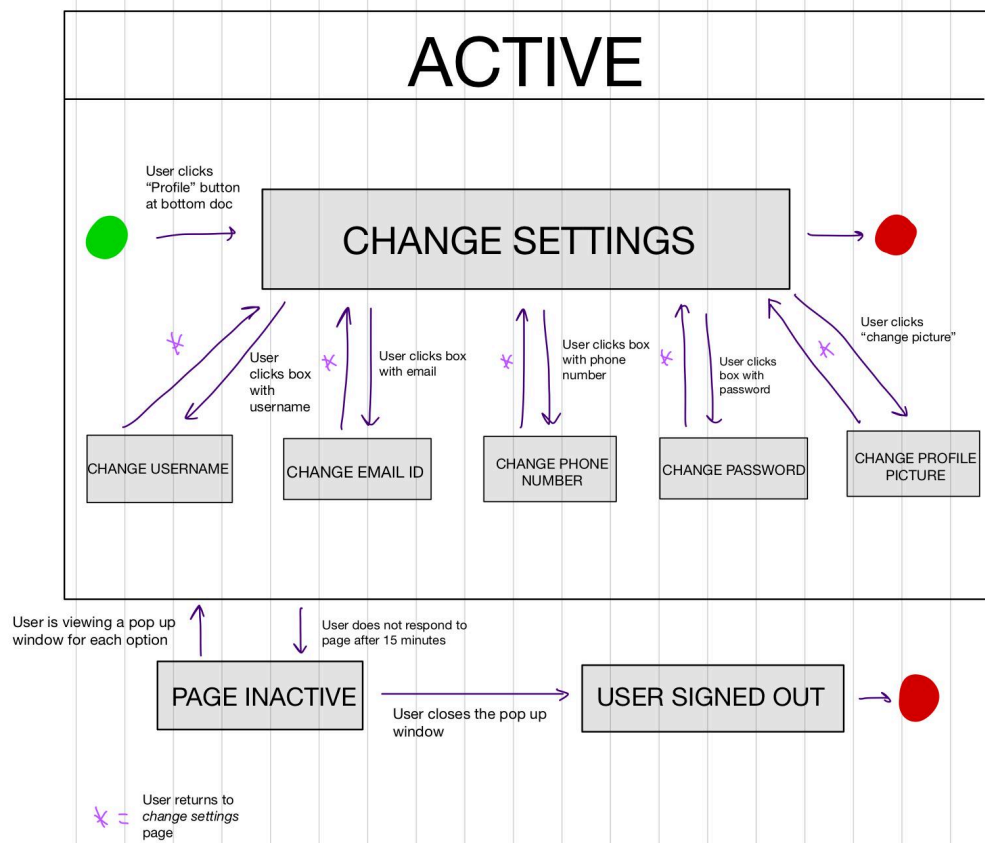 ACTIVE
User clicks
“Profile” button
at bottom doc
CHANGE SETTINGS
*
User
clicks box
with
username
*
User clicks box
with email
*
User clicks box
with phone
number
*
User clicks
box with
password
*
User clicks
“change picture”
CHANGE USERNAME
CHANGE EMAIL ID
CHANGE PHONE
NUMBER
CHANGE PASSWORD
CHANGE PROFILE
PICTURE
User is viewing a pop up
window for each option
User does not respond to
page after 15 minutes
PAGE INACTIVE
User closes the pop up
window
USER SIGNED OUT
* =
User returns to
change settings
page